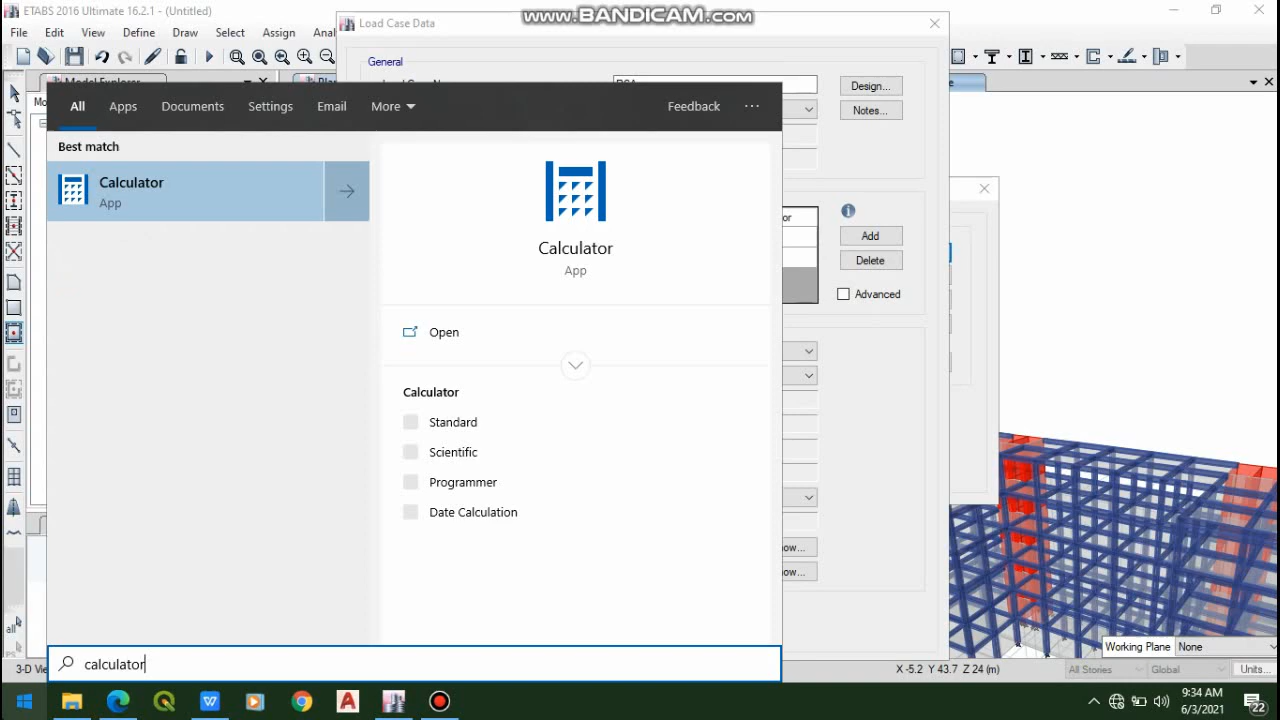 ETABS 2016 Ultimate 16.2.1 - (Untitled)
www.BANDICAM.com
Load Case Data
File Edit View Define Draw Select Assign
General
Design...
Notes...
All Apps Documents Settings Email More Feedback ...
Best match
Calculator
App
Calculator
App
Add
Delete
Advanced
Open
Calculator
Standard
Scientific
Programmer
Date Calculation
calculator
Working Plane None
X -5.2 Y 43.7 Z 24 (m)
All Stories Global Units...
9:34 AM
6/3/2021
22